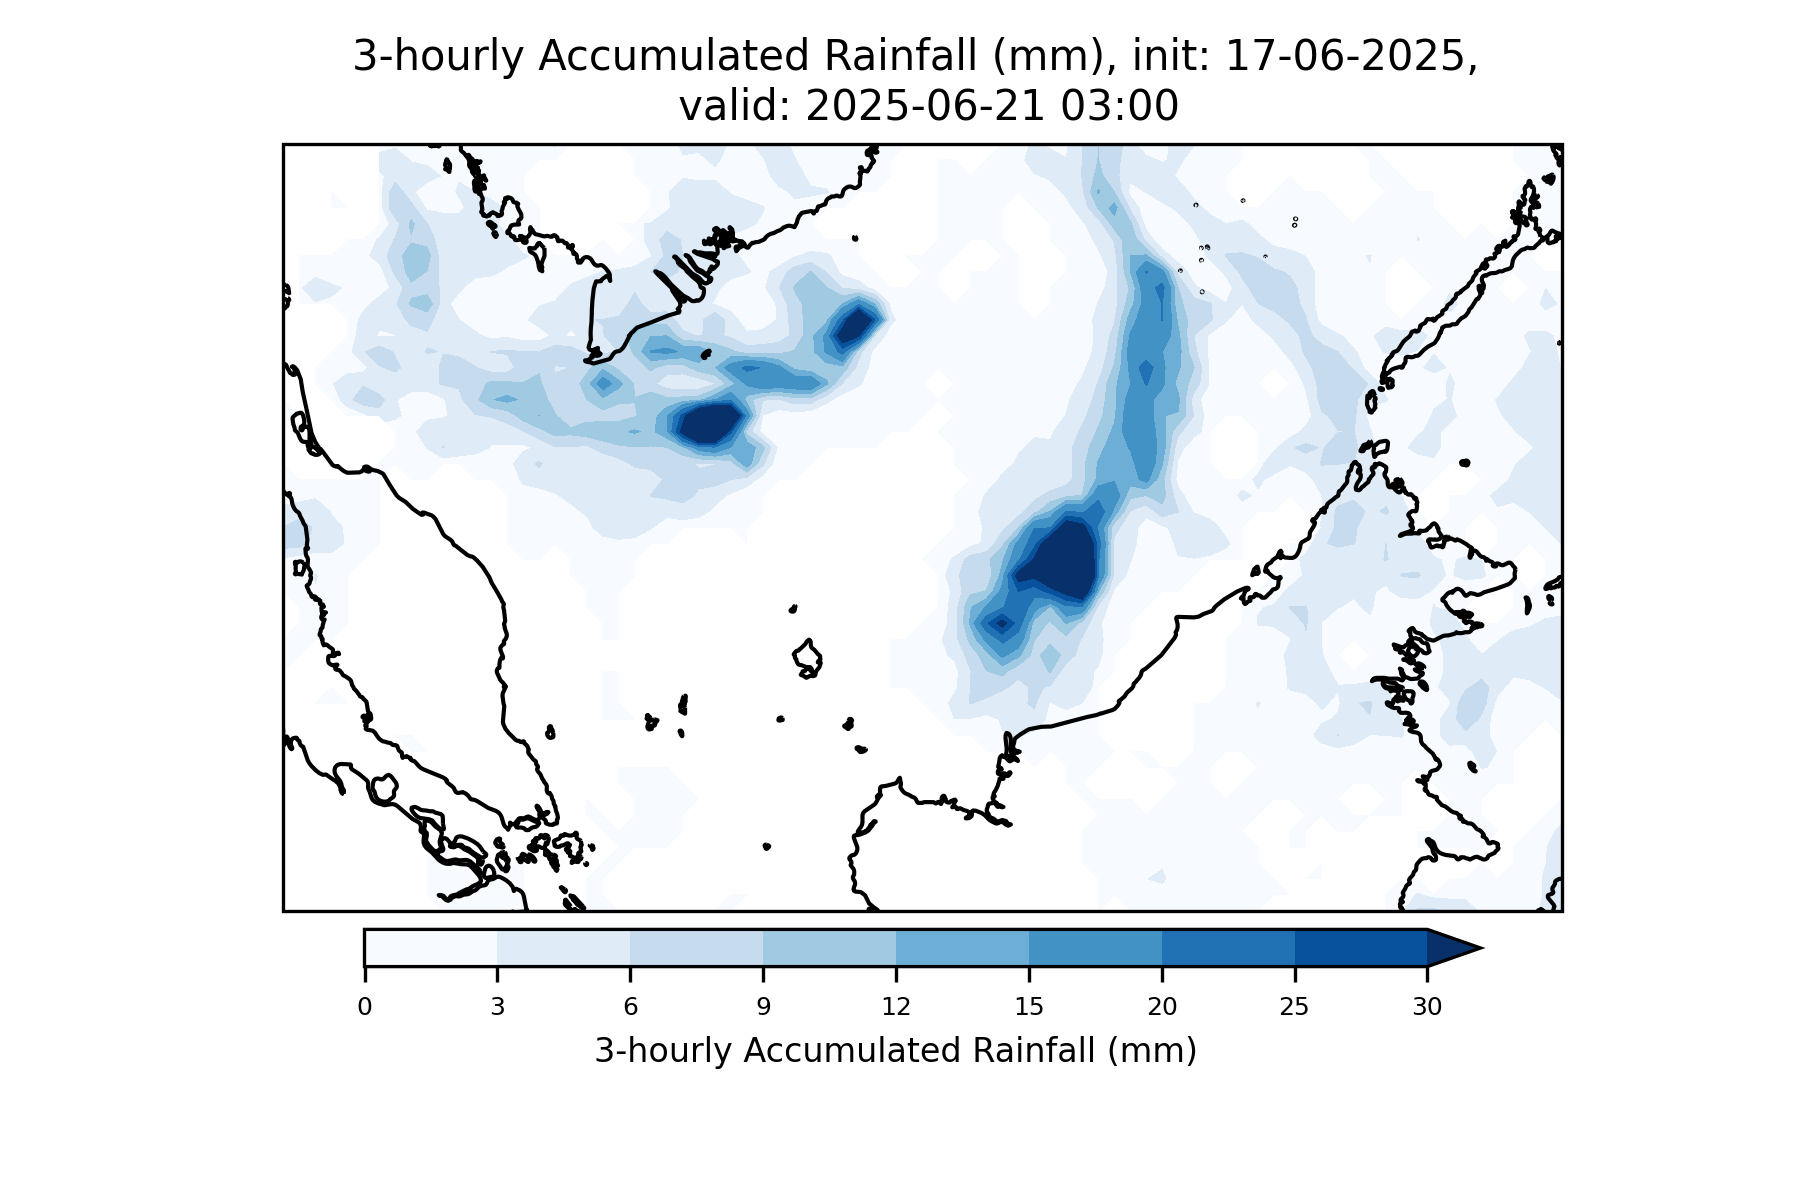 3-hourly Accumulated Rainfall (mm), init: 17-06-2025,
valid: 2025-06-21 03:00
0 3 6 9 12 15 20 25 30
3-hourly Accumulated Rainfall (mm)